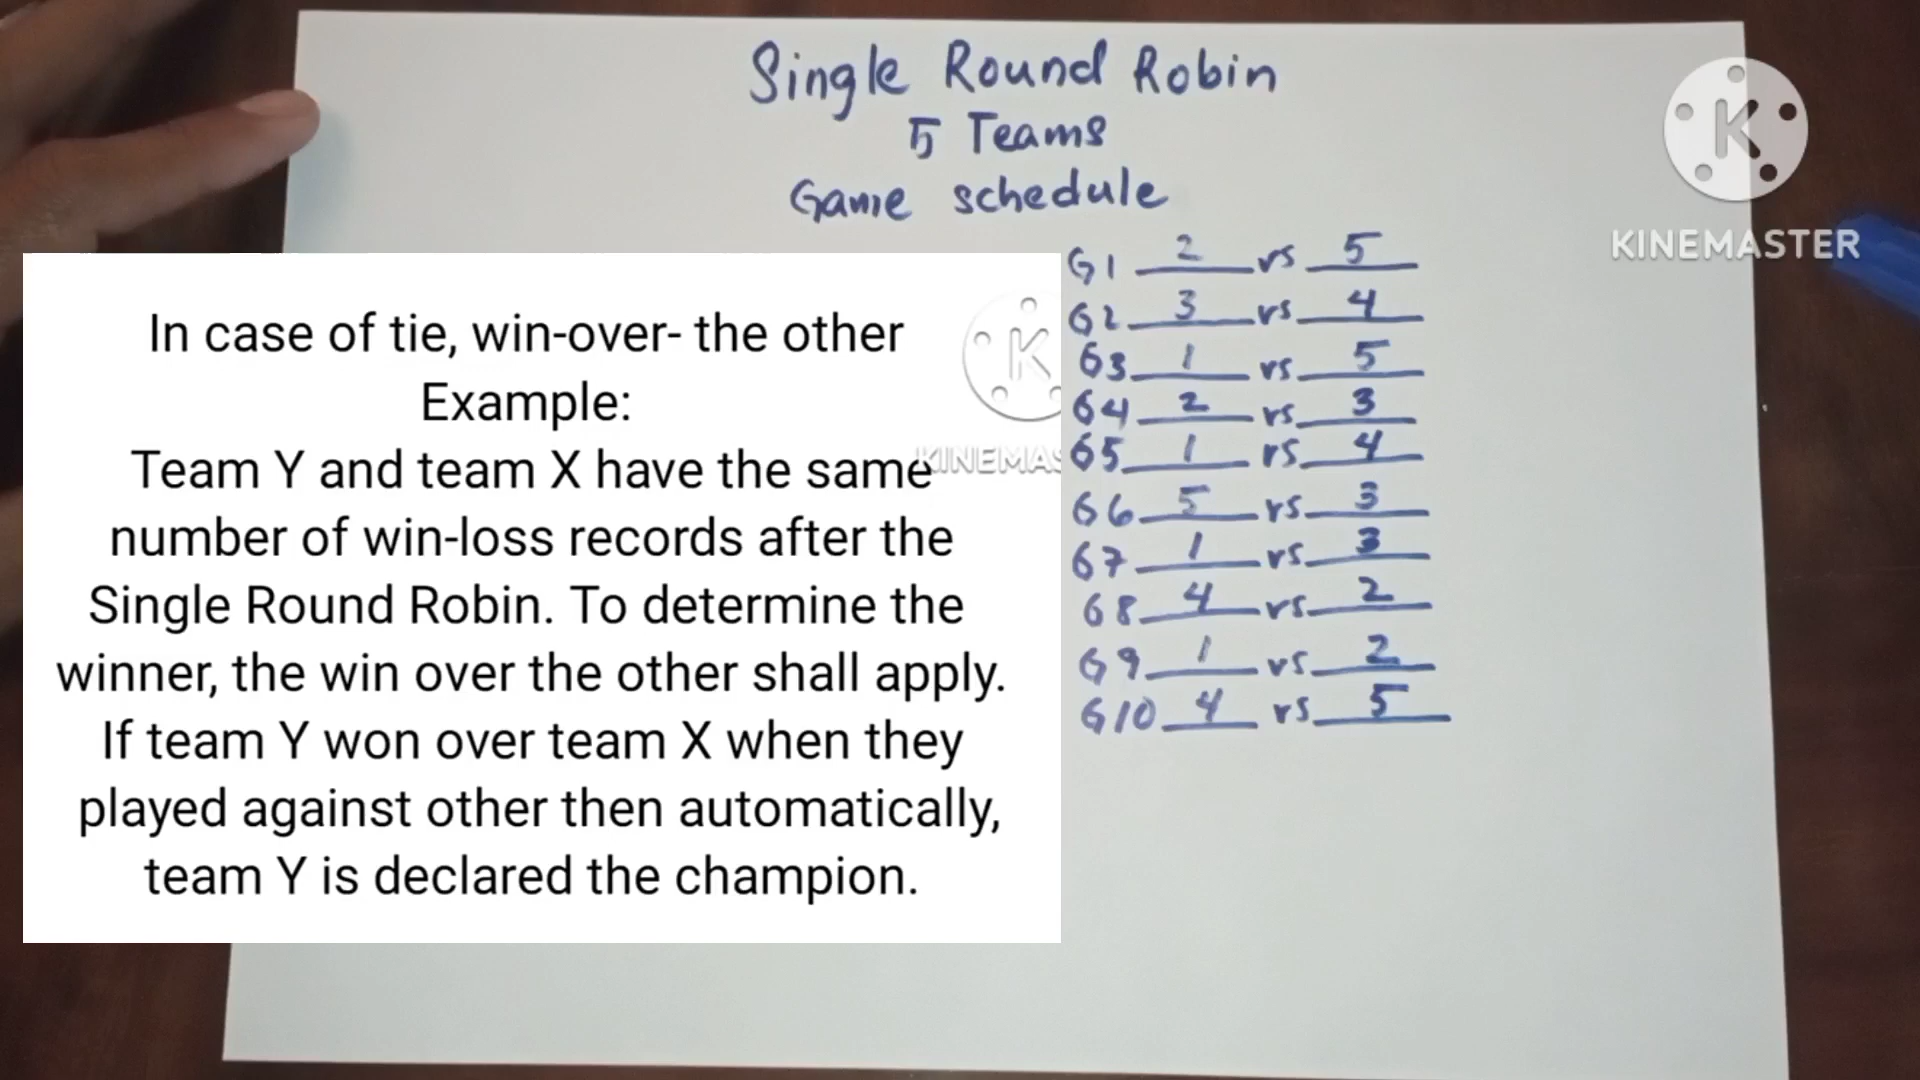 Single Round Robin
5 Teams
Game schedule
In case of tie, win-over- the other
Example:
Team Y and team X have the same
number of win-loss records after the
Single Round Robin. To determine the
winner, the win over the other shall apply.
If team Y won over team X when they
played against other then automatically,
team Y is declared the champion.
G1 2 vs 5
G2 3 vs 4
G3 1 vs 5
G4 2 vs 3
G5 1 vs 4
G6 5 vs 3
G7 1 vs 3
G8 4 vs 2
G9 1 vs 2
G10 4 vs 5
K
KINEMASTER
K
KINEMAS